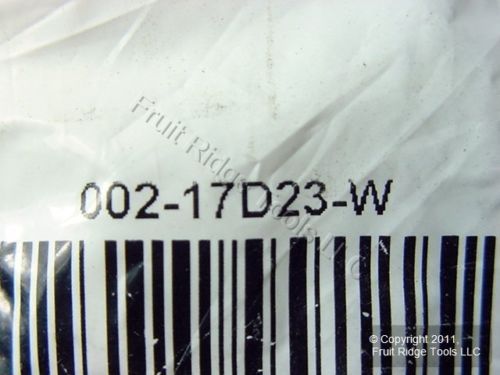 Fruit Ridge Tools LLC
002-17D23-W
© Copyright 2011,
Fruit Ridge Tools LLC